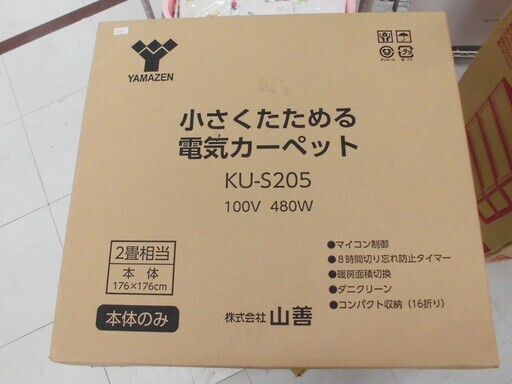 YAMAZEN
小さくたためる
電気カーペット
KU-S205
100V 480W
2畳相当
本体
176×176cm
本体のみ
●マイコン制御
●8時間切り忘れ防止タイマー
●暖房面積切換
●ダニクリーン
●コンパクト収納(16折り)
株式会社 山善